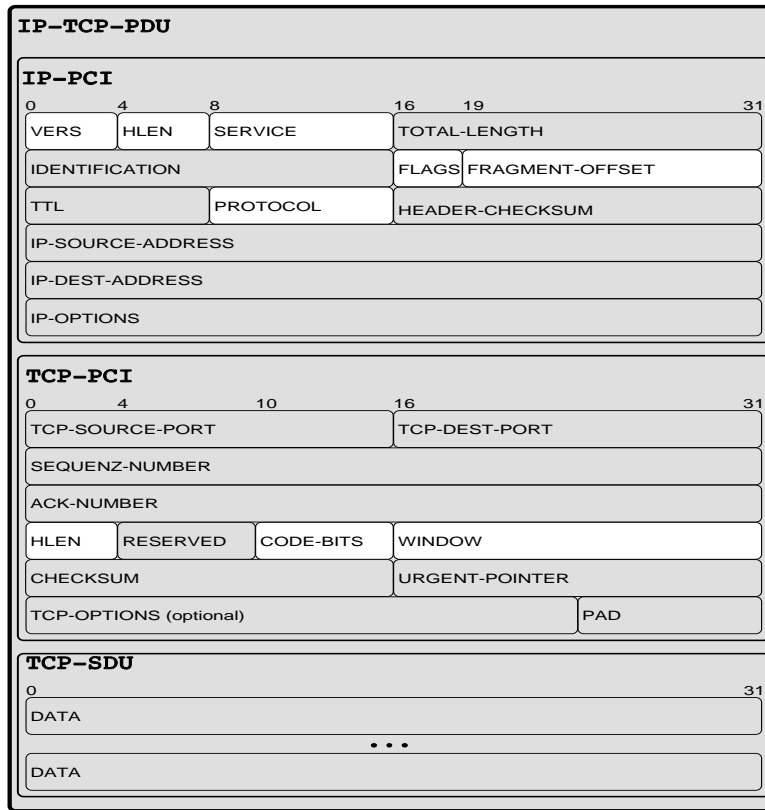 IP-TCP-PDU
IP-PCI
0 4 8 16 19 31
VERS HLEN SERVICE TOTAL-LENGTH
IDENTIFICATION FLAGS FRAGMENT-OFFSET
TTL PROTOCOL HEADER-CHECKSUM
IP-SOURCE-ADDRESS
IP-DEST-ADDRESS
IP-OPTIONS
TCP-PCI
0 4 10 16 31
TCP-SOURCE-PORT TCP-DEST-PORT
SEQUENZ-NUMBER
ACK-NUMBER
HLEN RESERVED CODE-BITS WINDOW
CHECKSUM URGENT-POINTER
TCP-OPTIONS (optional) PAD
TCP-SDU
0 31
DATA
...
DATA